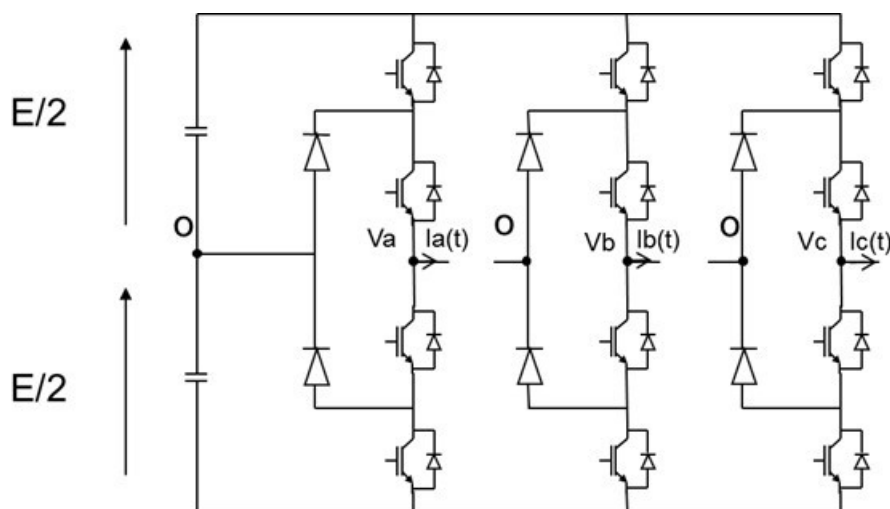 E/2
O
Va
Ia(t)
O
Vb
Ib(t)
O
Vc
Ic(t)
E/2